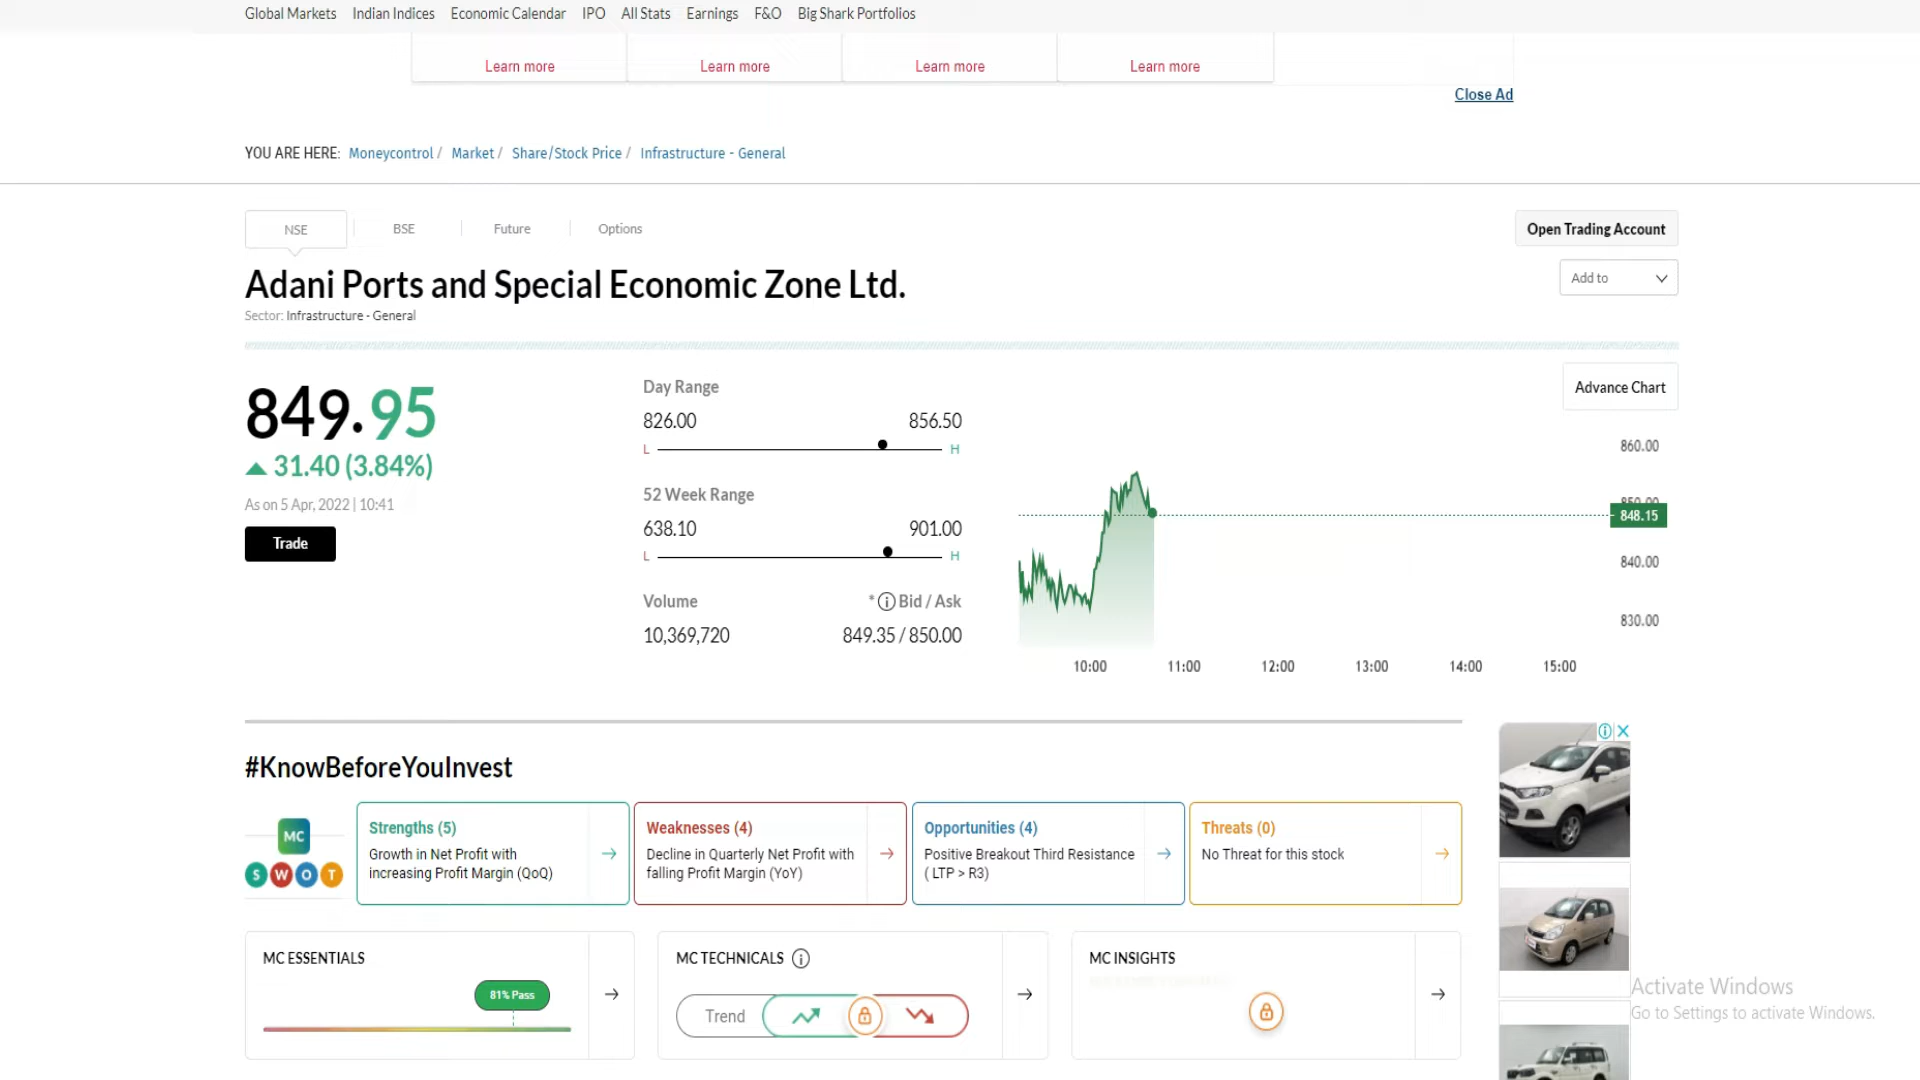 Global Markets Indian Indices Economic Calendar IPO All Stats Earnings F&O Big Shark Portfolios
Learn more Learn more Learn more Learn more
Close Ad
YOU ARE HERE: Moneycontrol / Market / Share/Stock Price / Infrastructure - General
NSE BSE Future Options
Open Trading Account
Add to
Adani Ports and Special Economic Zone Ltd.
Sector: Infrastructure - General
849.95
31.40 (3.84%)
As on 5 Apr, 2022 | 10:41
Trade
Day Range
826.00 856.50
L H
52 Week Range
638.10 901.00
L H
Volume * i Bid / Ask
10,369,720 849.35 / 850.00
Advance Chart
860.00
850.00
848.15
840.00
830.00
10:00 11:00 12:00 13:00 14:00 15:00
#KnowBeforeYouInvest
MC
S W O T
Strengths (5)
Growth in Net Profit with
increasing Profit Margin (QoQ)
Weaknesses (4)
Decline in Quarterly Net Profit with
falling Profit Margin (YoY)
Opportunities (4)
Positive Breakout Third Resistance
( LTP > R3)
Threats (0)
No Threat for this stock
MC ESSENTIALS
81% Pass
MC TECHNICALS i
Trend
MC INSIGHTS
Activate Windows
Go to Settings to activate Windows.